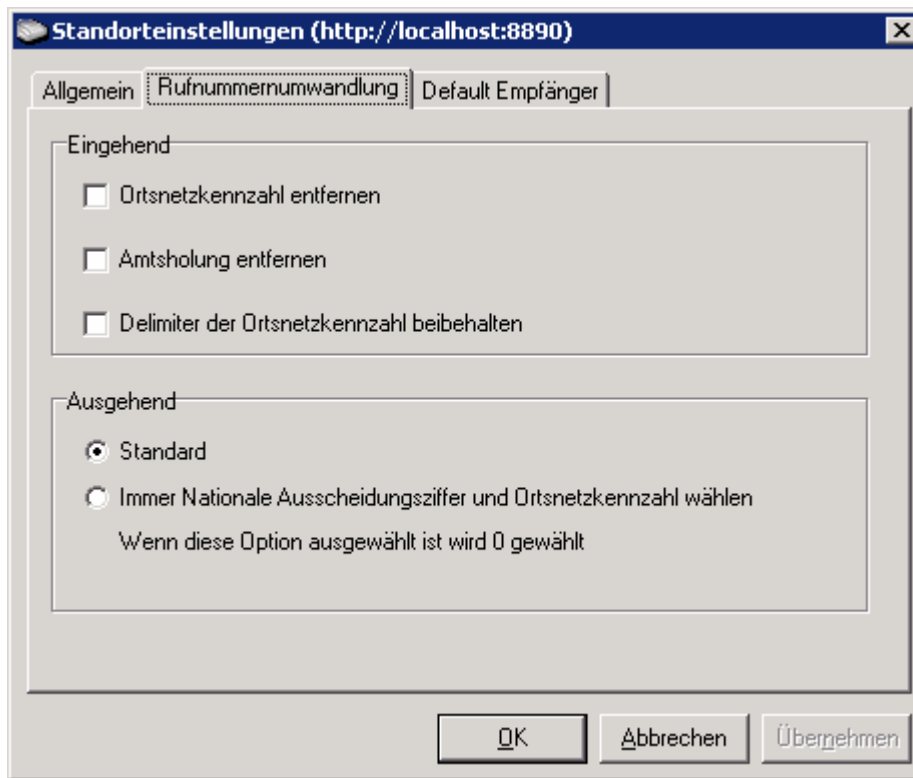 Standorteinstellungen (http://localhost:8890)
Allgemein
Rufnummernumwandlung
Default Empfänger
Eingehend
Ortsnetzkennzahl entfernen
Amtsholung entfernen
Delimiter der Ortsnetzkennzahl beibehalten
Ausgehend
Standard
Immer Nationale Ausscheidungsziffer und Ortsnetzkennzahl wählen
Wenn diese Option ausgewählt ist wird 0 gewählt
OK
Abbrechen
Übernehmen